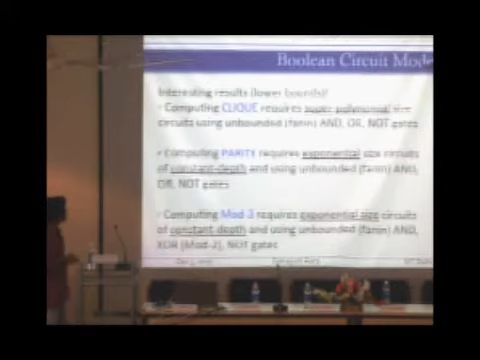 Boolean Circuit Mode
Interesting results (lower bounds)!
Computing CLIQUE requires super polynomial size
circuits using unbounded (fanin) AND, OR, NOT gates
Computing PARITY requires exponential size circuits
of constant-depth and using unbounded (fanin) AND,
OR, NOT gates
Computing Mod-3 requires exponential size circuits
of constant-depth and using unbounded (fanin) AND,
XOR (Mod-2), NOT gates